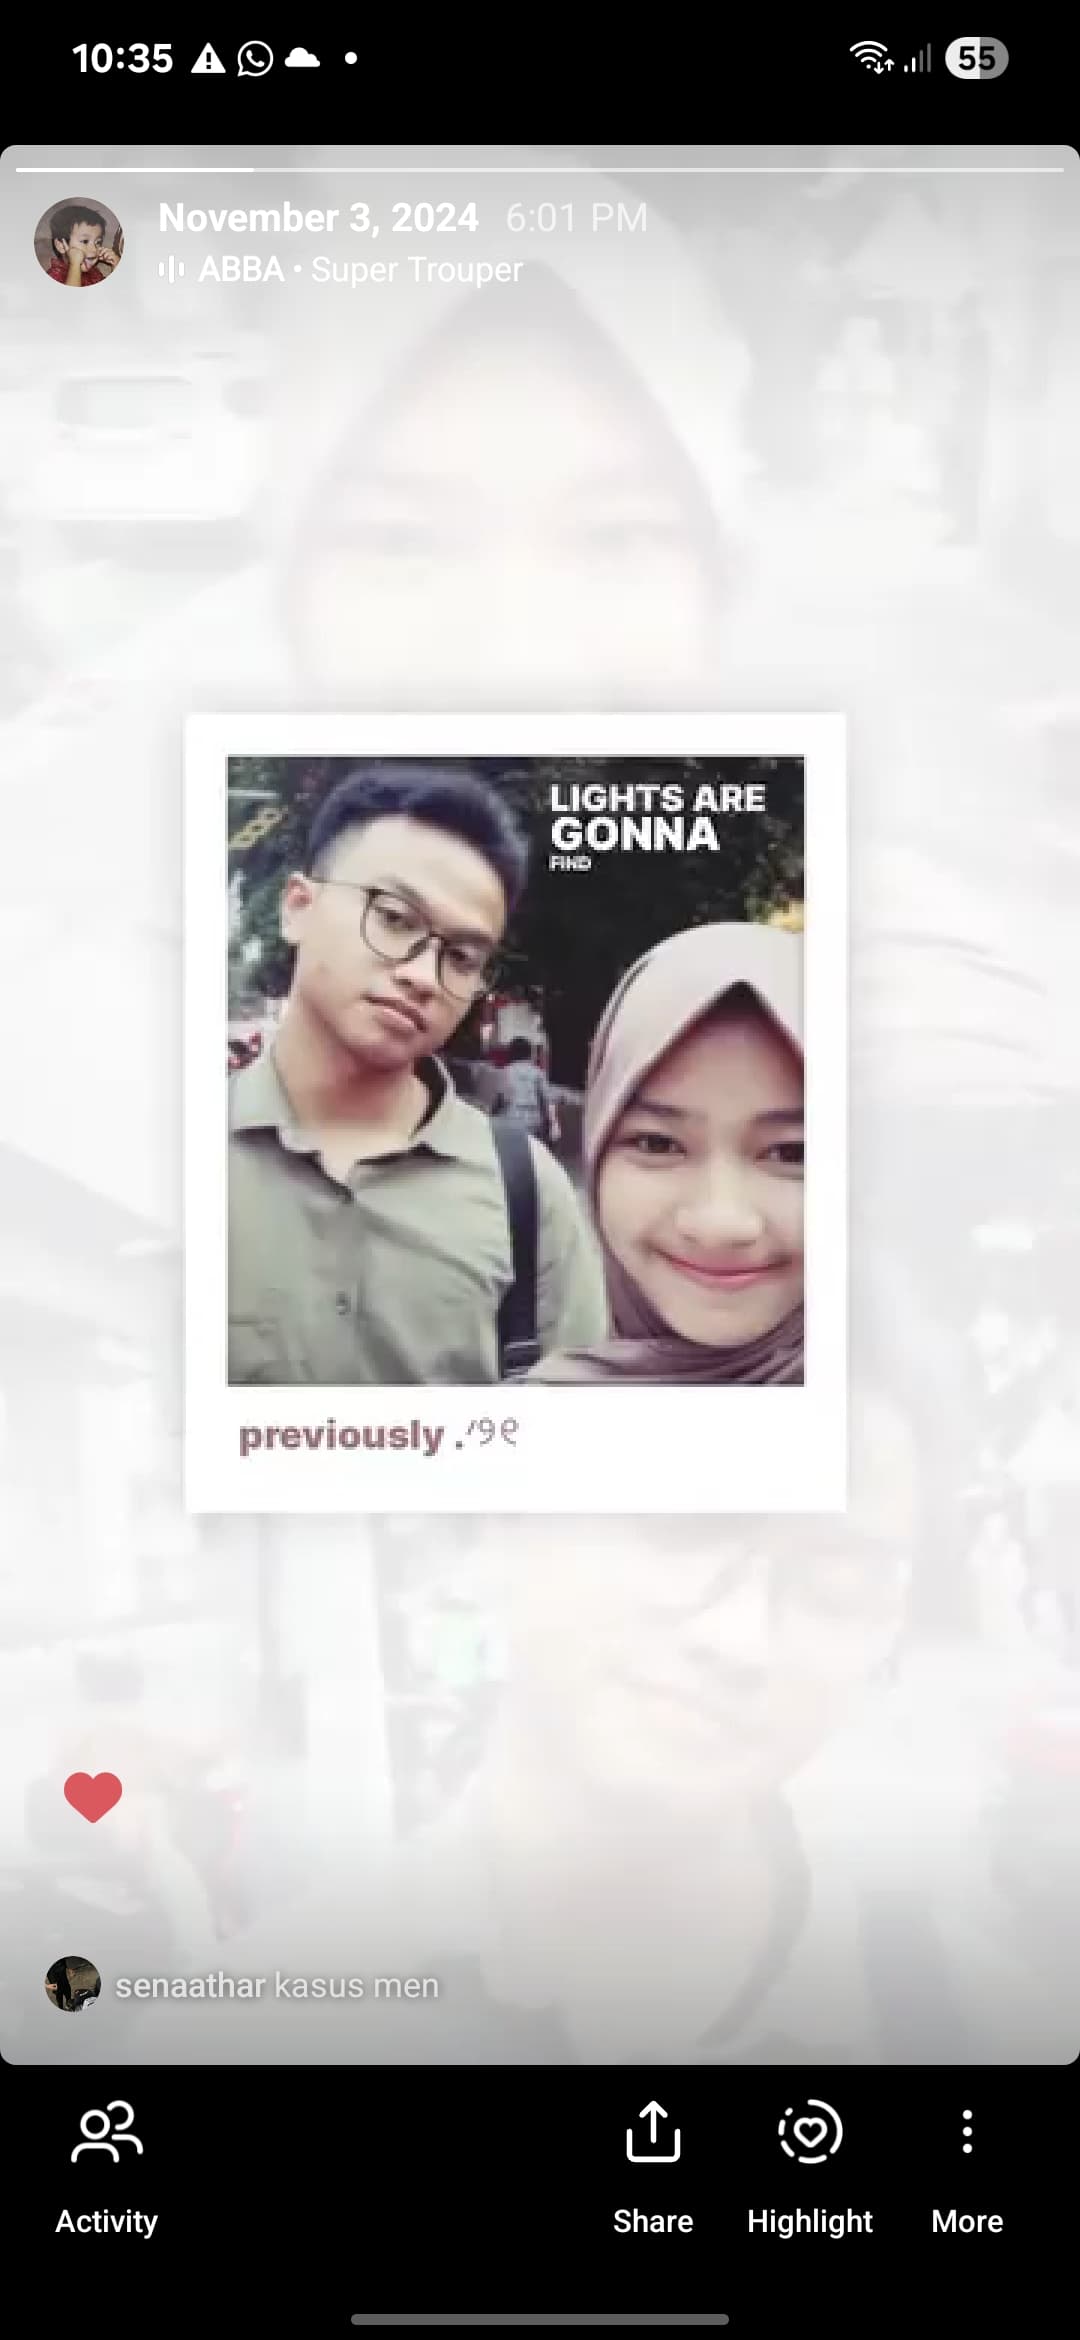 10:35
55
November 3, 2024 6:01 PM
ABBA • Super Trouper
LIGHTS ARE
GONNA
FIND
previously .ᐟ୨୧
senaathar kasus men
Activity
Share
Highlight
More